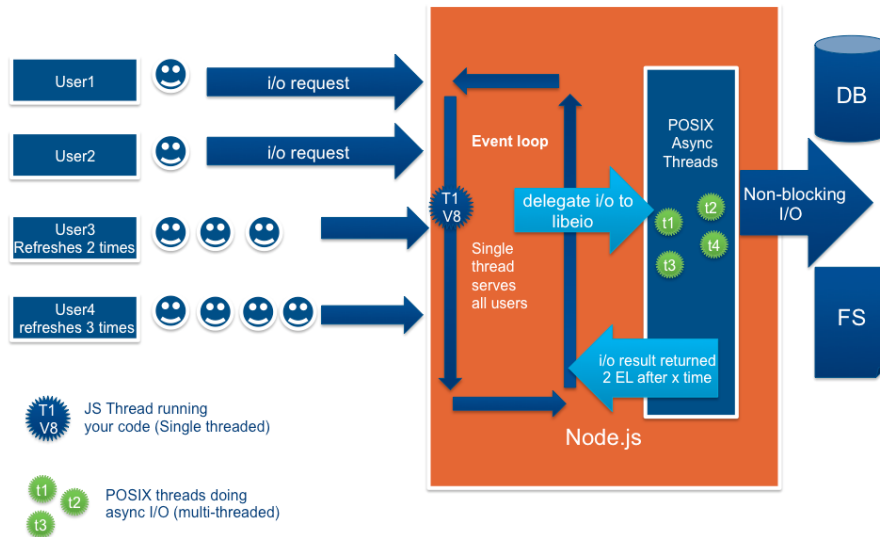 User1
i/o request
User2
i/o request
User3
Refreshes 2 times
User4
refreshes 3 times
T1
V8
Event loop
Single
thread
serves
all users
delegate i/o to
libeio
POSIX
Async
Threads
t1
t2
t3
t4
i/o result returned
2 EL after x time
Node.js
Non-blocking
I/O
DB
FS
T1
V8
JS Thread running
your code (Single threaded)
t1
t2
t3
POSIX threads doing
async I/O (multi-threaded)